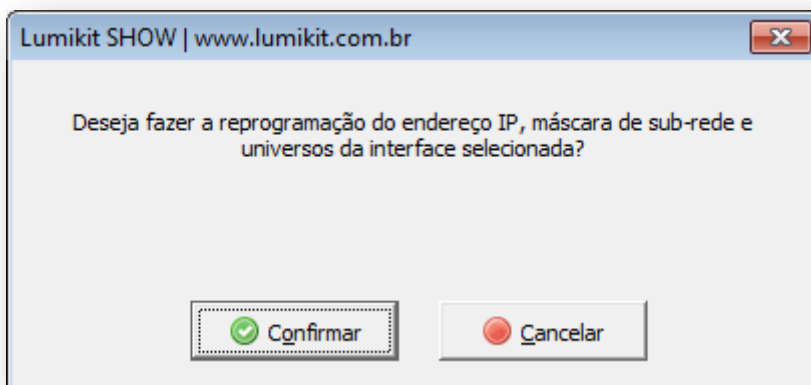 Lumikit SHOW | www.lumikit.com.br
Deseja fazer a reprogramação do endereço IP, máscara de sub-rede e
universos da interface selecionada?
Confirmar
Cancelar